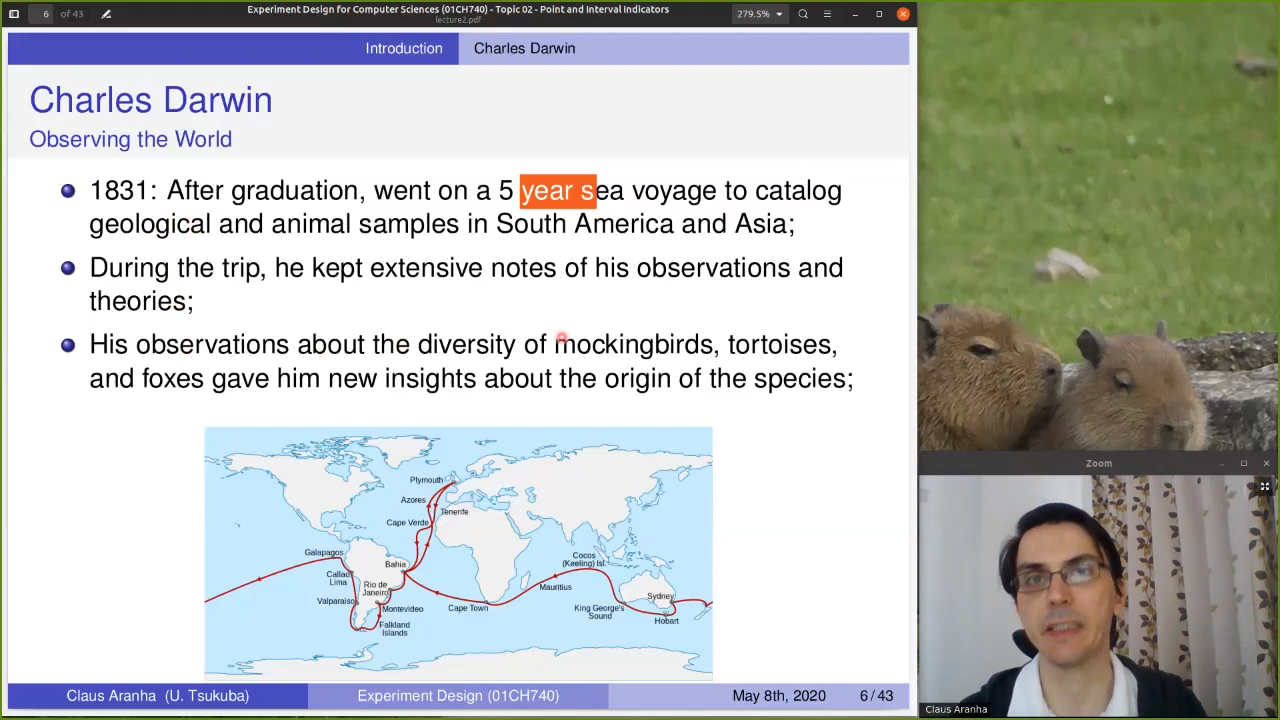 6 of 43
Experiment Design for Computer Sciences (01CH740) - Topic 02 - Point and Interval Indicators
lecture2.pdf
279.5%
Introduction Charles Darwin
Charles Darwin
Observing the World
1831: After graduation, went on a 5 year sea voyage to catalog
geological and animal samples in South America and Asia;
During the trip, he kept extensive notes of his observations and
theories;
His observations about the diversity of mockingbirds, tortoises,
and foxes gave him new insights about the origin of the species;
Plymouth
Azores
Tenerife
Cape Verde
Galapagos
Bahia
Cocos
(Keeling) Isl.
Callao
Lima
Rio de
Janeiro
Mauritius
Valparaiso
Montevideo
Cape Town
King George's
Sound
Sydney
Hobart
Falkland
Islands
Claus Aranha (U. Tsukuba) Experiment Design (01CH740) May 8th, 2020 6 / 43
Zoom
Claus Aranha